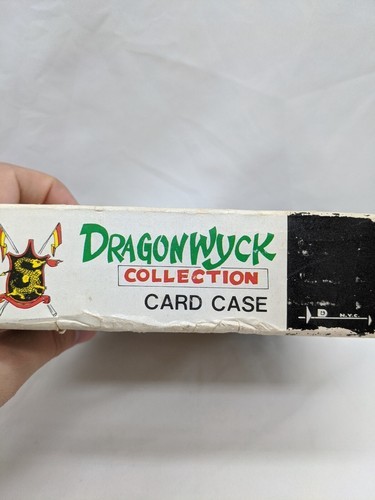 DRAGONWYCK
COLLECTION
CARD CASE
D
N.Y.C.